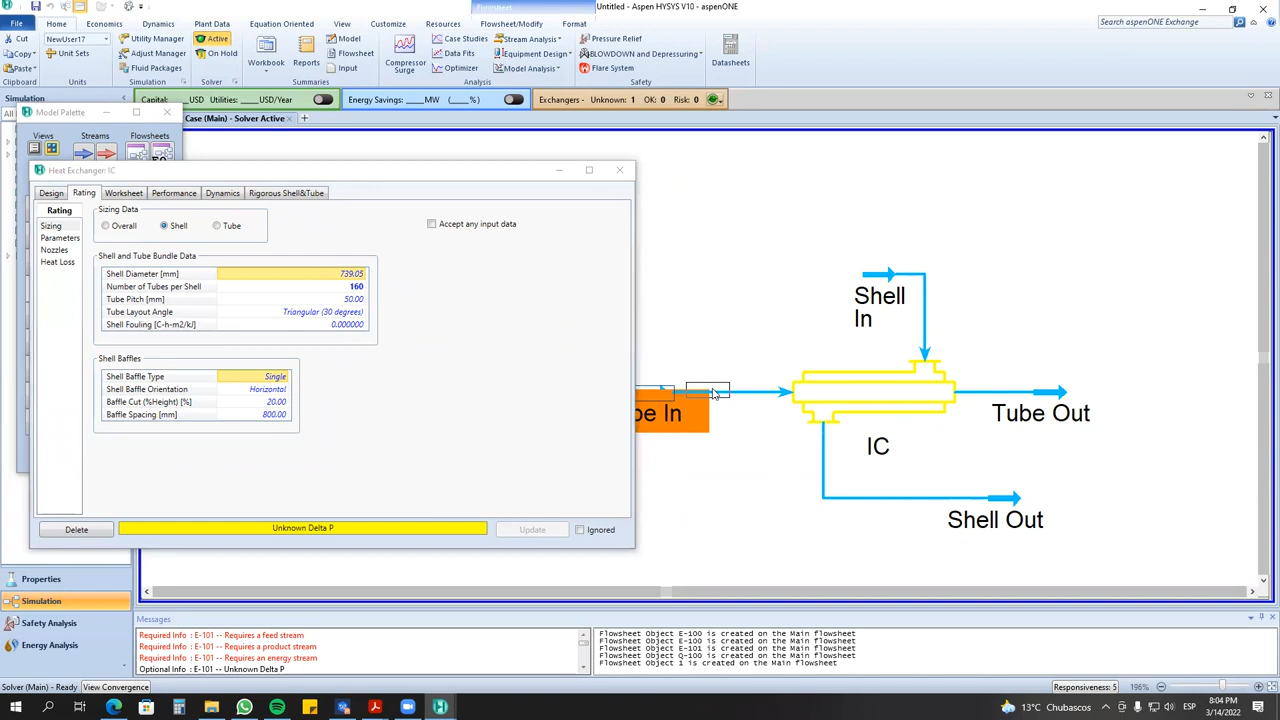 Flowsheet
Untitled - Aspen HYSYS V10 - aspenONE
File
Home
Economics
Dynamics
Plant Data
Equation Oriented
View
Customize
Resources
Flowsheet/Modify
Format
Search aspenONE Exchange
Cut
NewUser17
Utility Manager
Active
Model
Case Studies
Stream Analysis
Pressure Relief
Copy
Unit Sets
Adjust Manager
On Hold
Flowsheet
Data Fits
Equipment Design
BLOWDOWN and Depressuring
Paste
Fluid Packages
Workbook
Reports
Input
Compressor
Surge
Optimizer
Model Analysis
Flare System
Datasheets
Clipboard
Units
Simulation
Solver
Summaries
Analysis
Safety
Simulation
Capital: ____ USD Utilities: ____ USD/Year
Energy Savings: ____ MW (____ %)
Exchangers - Unknown: 1 OK: 0 Risk: 0
All
Model Palette
Case (Main) - Solver Active
Views
Streams
Flowsheets
Heat Exchanger: IC
Design
Rating
Worksheet
Performance
Dynamics
Rigorous Shell&Tube
Rating
Sizing
Parameters
Nozzles
Heat Loss
Sizing Data
Overall
Shell
Tube
Accept any input data
Shell and Tube Bundle Data
Shell Diameter [mm] 739.05
Number of Tubes per Shell 160
Tube Pitch [mm] 50.00
Tube Layout Angle Triangular (30 degrees)
Shell Fouling [C-h-m2/kJ] 0.000000
Shell Baffles
Shell Baffle Type Single
Shell Baffle Orientation Horizontal
Baffle Cut (%Height) [%] 20.00
Baffle Spacing [mm] 800.00
Delete
Unknown Delta P
Update
Ignored
Shell
In
be In
Tube Out
IC
Shell Out
Properties
Simulation
Safety Analysis
Energy Analysis
Messages
Required Info : E-101 -- Requires a feed stream
Required Info : E-101 -- Requires a product stream
Required Info : E-101 -- Requires an energy stream
Optional Info : E-101 -- Unknown Delta P
Flowsheet Object E-100 is created on the Main flowsheet
Flowsheet Object E-100 is created on the Main flowsheet
Flowsheet Object E-101 is created on the Main flowsheet
Flowsheet Object Q-100 is created on the Main flowsheet
Flowsheet Object 1 is created on the Main flowsheet
Solver (Main) - Ready
View Convergence
Responsiveness: 5
196%
13°C Chubascos
ESP
8:04 PM
3/14/2022